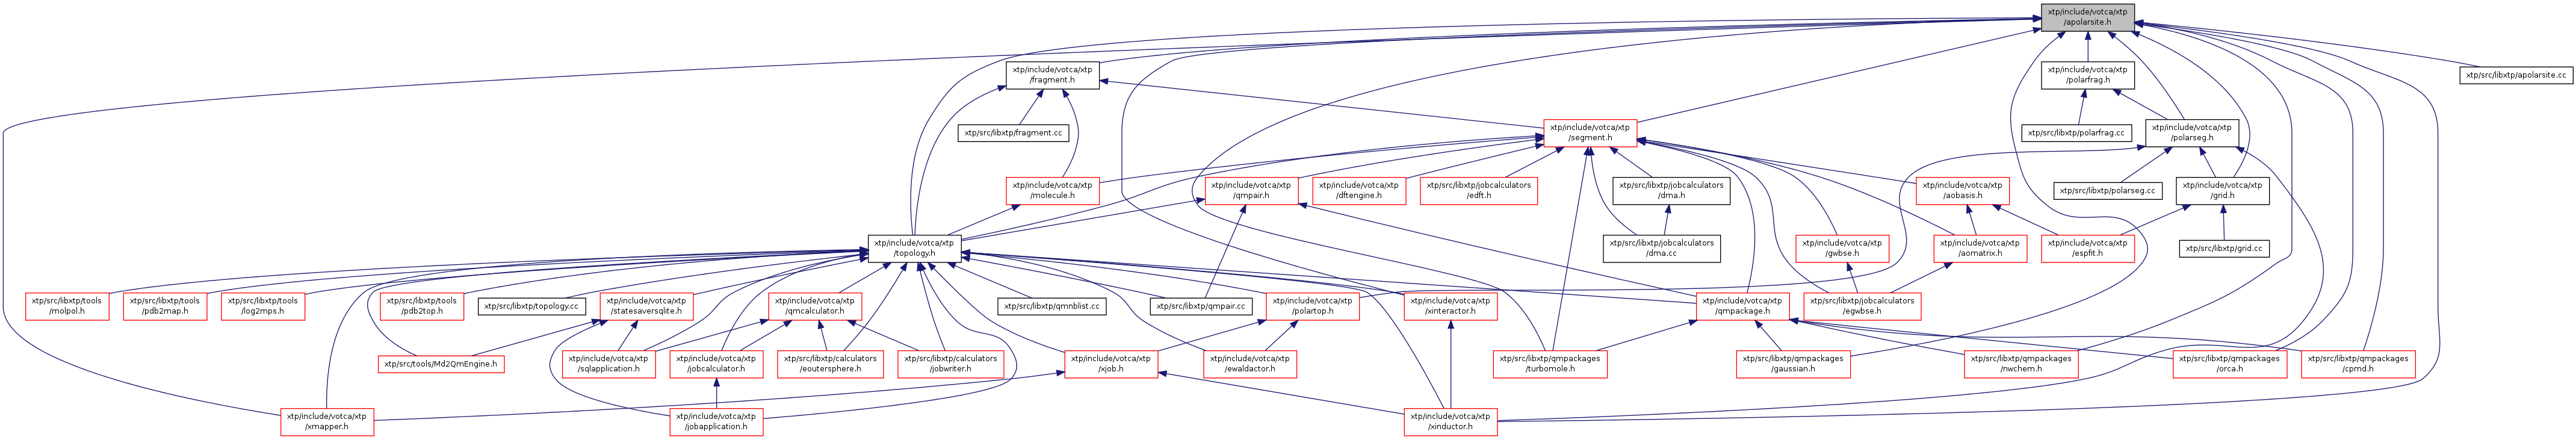 xtp/include/votca/xtp
/apolarsite.h
xtp/include/votca/xtp
/fragment.h
xtp/include/votca/xtp
/polarfrag.h
xtp/src/libxtp/apolarsite.cc
xtp/src/libxtp/fragment.cc
xtp/include/votca/xtp
/segment.h
xtp/src/libxtp/polarfrag.cc
xtp/include/votca/xtp
/polarseg.h
xtp/include/votca/xtp
/molecule.h
xtp/include/votca/xtp
/qmpair.h
xtp/include/votca/xtp
/dftengine.h
xtp/src/libxtp/jobcalculators
/edft.h
xtp/src/libxtp/jobcalculators
/dma.h
xtp/include/votca/xtp
/aobasis.h
xtp/src/libxtp/polarseg.cc
xtp/include/votca/xtp
/grid.h
xtp/include/votca/xtp
/topology.h
xtp/src/libxtp/jobcalculators
/dma.cc
xtp/include/votca/xtp
/gwbse.h
xtp/include/votca/xtp
/aomatrix.h
xtp/include/votca/xtp
/espfit.h
xtp/src/libxtp/grid.cc
xtp/src/libxtp/tools
/molpol.h
xtp/src/libxtp/tools
/pdb2map.h
xtp/src/libxtp/tools
/log2mps.h
xtp/src/libxtp/tools
/pdb2top.h
xtp/src/libxtp/topology.cc
xtp/include/votca/xtp
/statesaversqlite.h
xtp/include/votca/xtp
/qmcalculator.h
xtp/src/libxtp/qmnblist.cc
xtp/src/libxtp/qmpair.cc
xtp/include/votca/xtp
/polartop.h
xtp/include/votca/xtp
/xinteractor.h
xtp/include/votca/xtp
/qmpackage.h
xtp/src/libxtp/jobcalculators
/egwbse.h
xtp/src/tools/Md2QmEngine.h
xtp/include/votca/xtp
/sqlapplication.h
xtp/include/votca/xtp
/jobcalculator.h
xtp/src/libxtp/calculators
/eoutersphere.h
xtp/src/libxtp/calculators
/jobwriter.h
xtp/include/votca/xtp
/xjob.h
xtp/include/votca/xtp
/ewaldactor.h
xtp/src/libxtp/qmpackages
/turbomole.h
xtp/src/libxtp/qmpackages
/gaussian.h
xtp/src/libxtp/qmpackages
/nwchem.h
xtp/src/libxtp/qmpackages
/orca.h
xtp/src/libxtp/qmpackages
/cpmd.h
xtp/include/votca/xtp
/xmapper.h
xtp/include/votca/xtp
/jobapplication.h
xtp/include/votca/xtp
/xinductor.h